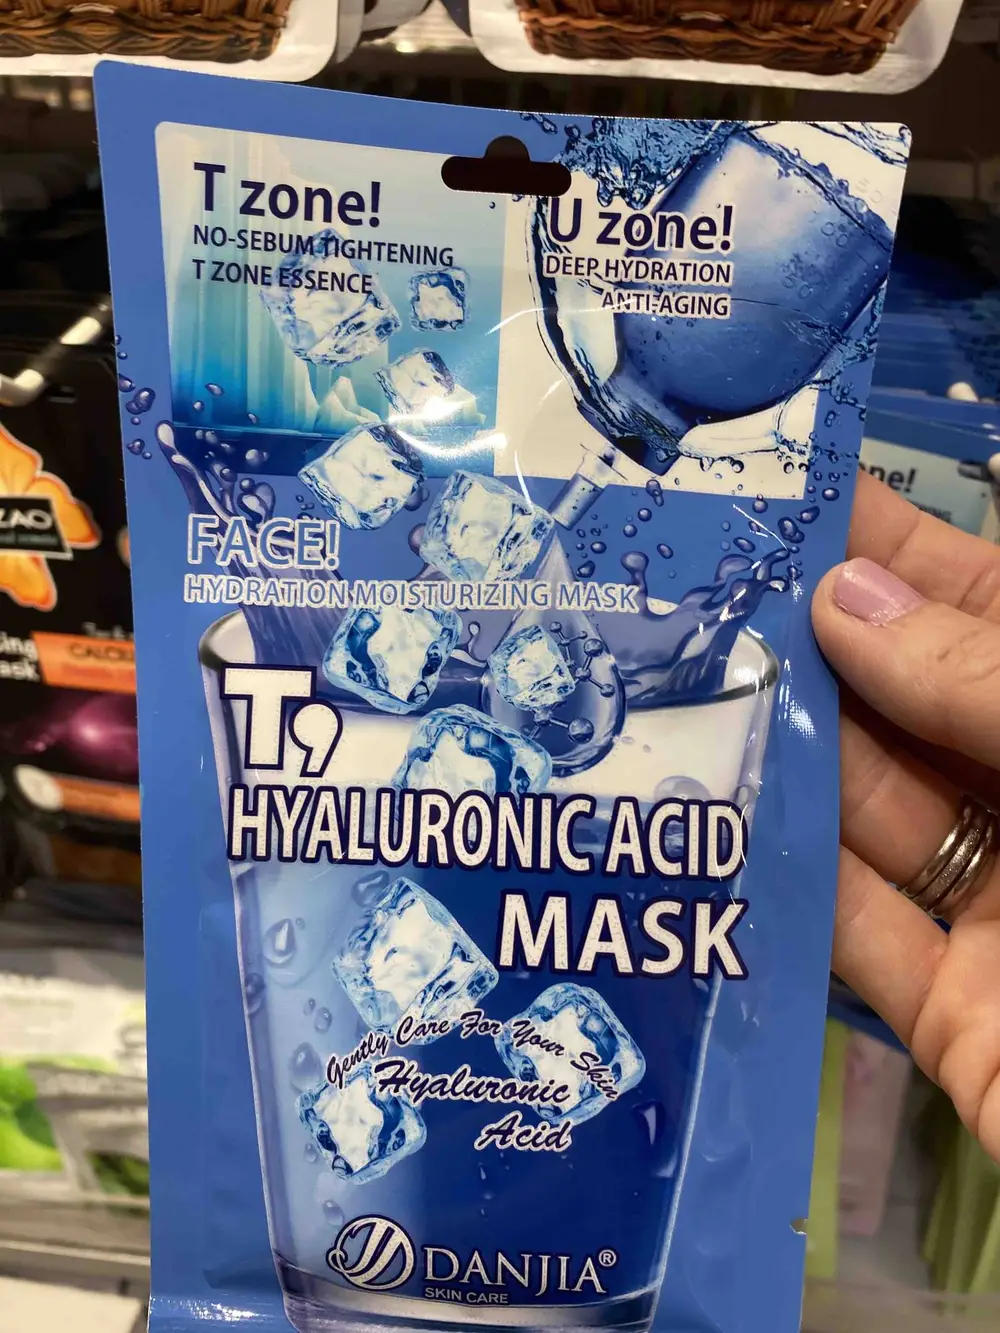 T zone!
NO-SEBUM TIGHTENING
T ZONE ESSENCE
U zone!
DEEP HYDRATION
ANTI-AGING
FACE!
HYDRATION MOISTURIZING MASK
T9
HYALURONIC ACID
MASK
Gently Care For Your Skin
Hyaluronic
Acid
DANJIA®
SKIN CARE
ZAO